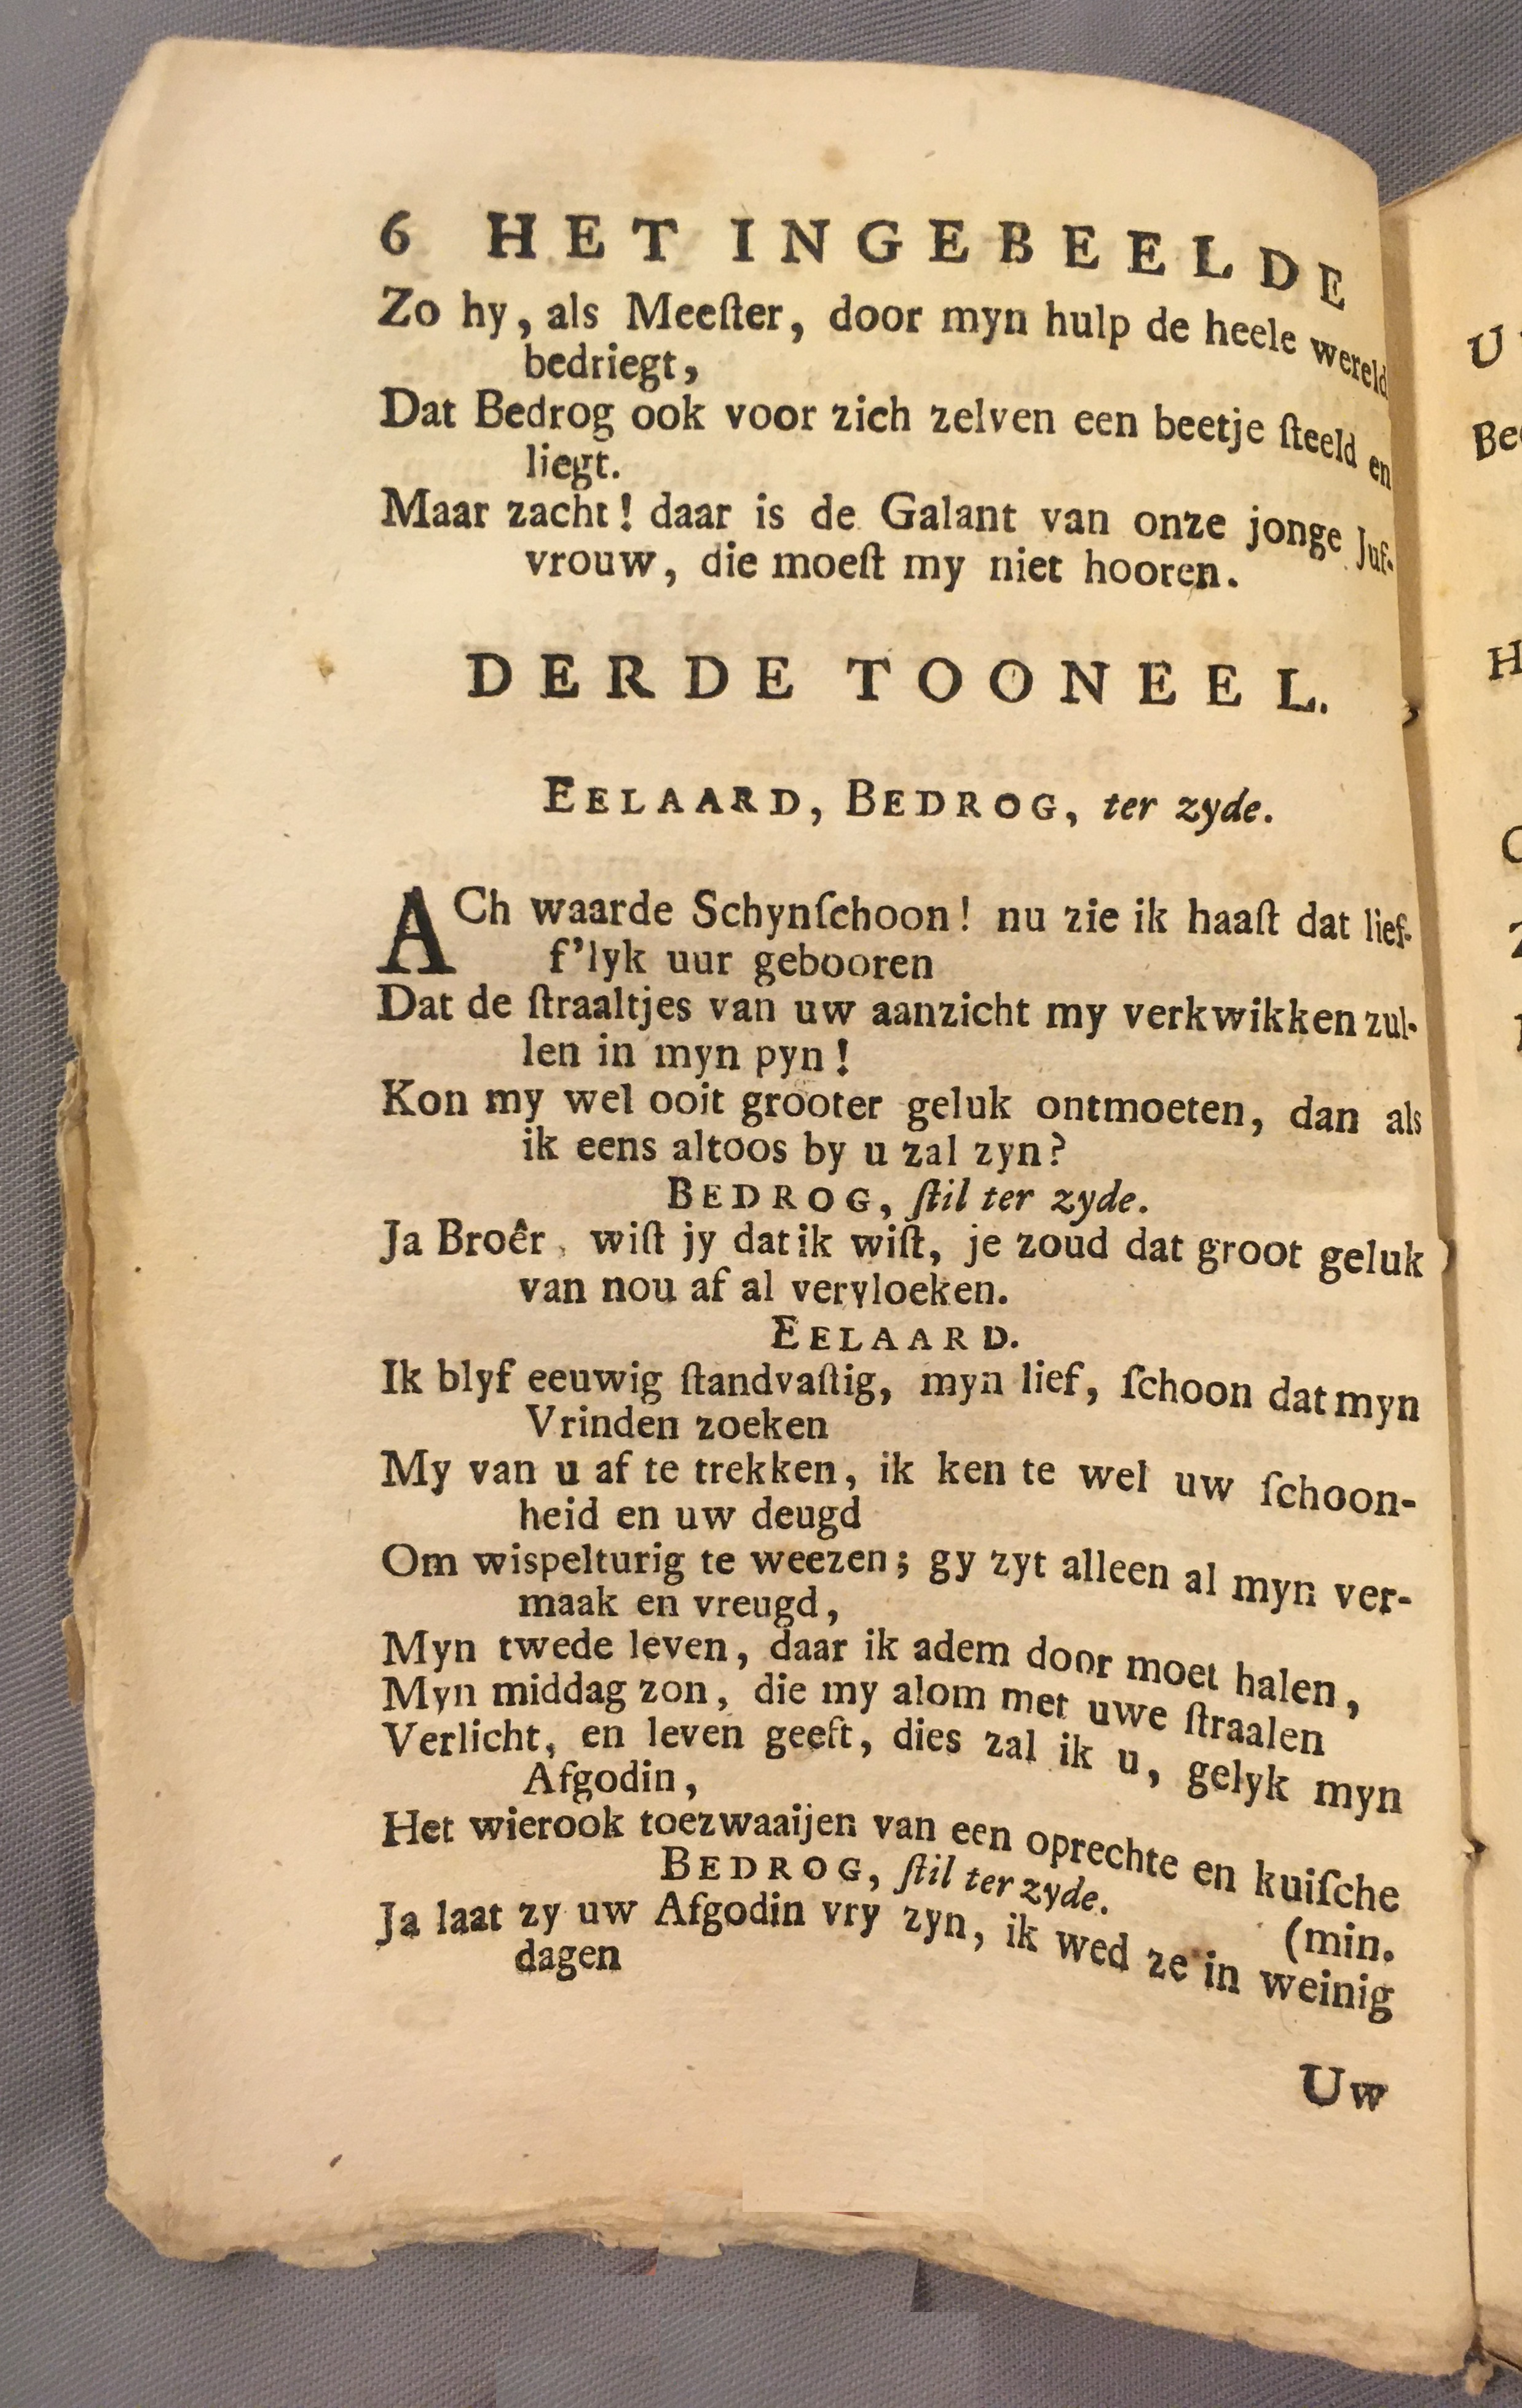 6 HET INGEBEELDE
Zo hy, als Meeſter, door myn hulp de heele wereld
bedriegt,
Dat Bedrog ook voor zich zelven een beetje ſteeld en
liegt.
Maar zacht! daar is de Galant van onze jonge Juf-
vrouw, die moeſt my niet hooren.
DERDE TOONEEL.
EELAARD, BEDROG, ter zyde.
ACh waarde Schynſchoon! nu zie ik haaſt dat lief-
f'lyk uur gebooren
Dat de ſtraaltjes van uw aanzicht my verkwikken zul-
len in myn pyn!
Kon my wel ooit grooter geluk ontmoeten, dan als
ik eens altoos by u zal zyn?
BEDROG, ſtil ter zyde.
Ja Broêr, wiſt jy dat ik wiſt, je zoud dat groot geluk
van nou af al vervloeken.
EELAARD.
Ik blyf eeuwig ſtandvaſtig, myn lief, ſchoon dat myn
Vrinden zoeken
My van u af te trekken, ik ken te wel uw ſchoon-
heid en uw deugd
Om wispelturig te weezen; gy zyt alleen al myn ver-
maak en vreugd,
Myn twede leven, daar ik adem door moet halen,
Myn middag zon, die my alom met uwe ſtraalen
Verlicht, en leven geeft, dies zal ik u, gelyk myn
Afgodin,
Het wierook toezwaaijen van een oprechte en kuiſche
(min.
BEDROG, ſtil ter zyde.
Ja laat zy uw Afgodin vry zyn, ik wed ze in weinig
dagen
Uw